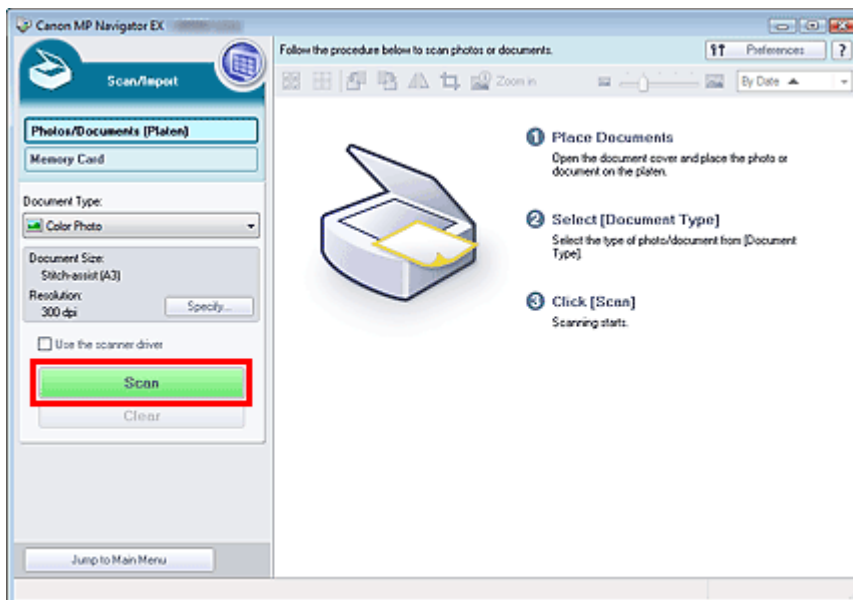 Canon MP Navigator EX
Scan/Import
Photos/Documents (Platen)
Memory Card
Document Type:
Color Photo
Document Size:
Stitch-assist (A3)
Resolution:
300 dpi
Specify...
Use the scanner driver
Scan
Clear
Jump to Main Menu
Follow the procedure below to scan photos or documents.
Preferences
?
Zoom in
By Date
1 Place Documents
Open the document cover and place the photo or
document on the platen.
2 Select [Document Type]
Select the type of photo/document from [Document
Type].
3 Click [Scan]
Scanning starts.